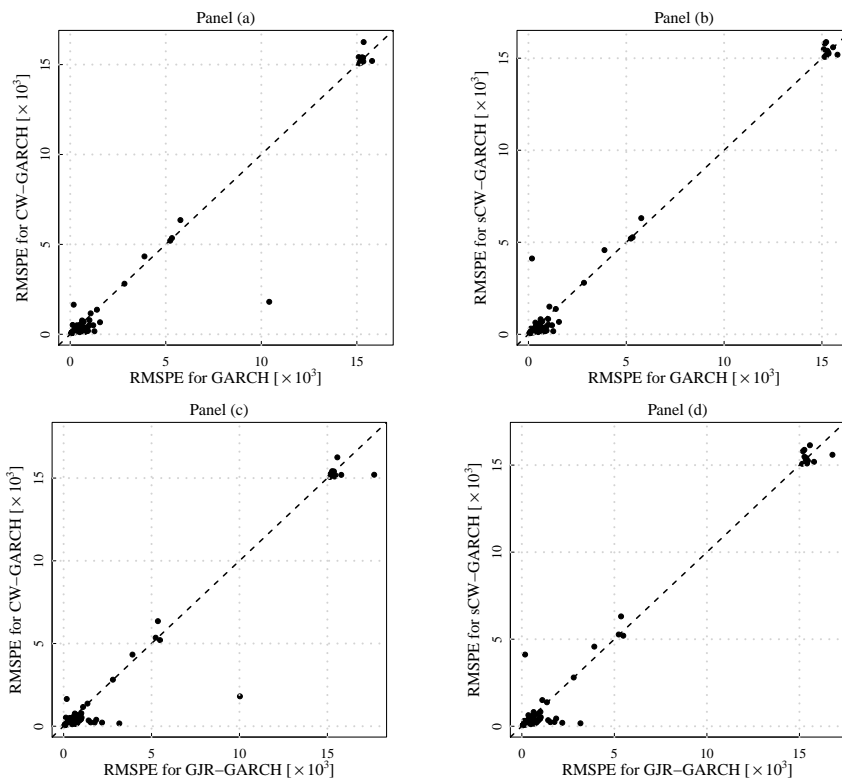 Panel (a)
RMSPE for CW−GARCH [ × 10³]
15
10
5
0
0
5
10
15
RMSPE for GARCH [ × 10³]
Panel (b)
RMSPE for sCW−GARCH [ × 10³]
15
10
5
0
0
5
10
15
RMSPE for GARCH [ × 10³]
Panel (c)
RMSPE for CW−GARCH [ × 10³]
15
10
5
0
0
5
10
15
RMSPE for GJR−GARCH [ × 10³]
Panel (d)
RMSPE for sCW−GARCH [ × 10³]
15
10
5
0
0
5
10
15
RMSPE for GJR−GARCH [ × 10³]